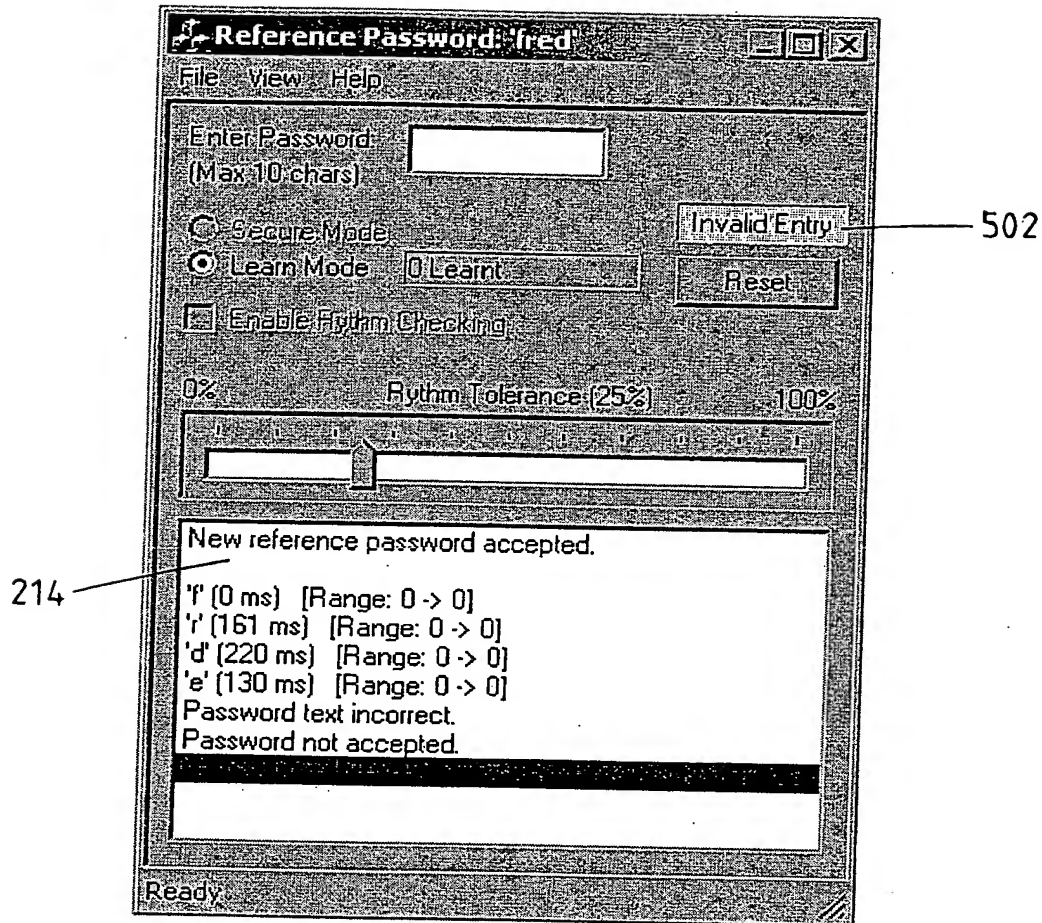 Reference Password: 'fred'
File View Help
Enter Password:
(Max 10 chars)
Secure Mode
Invalid Entry
502
Learn Mode
0 Learnt
Reset
Enable Rythm Checking
0% Rythm Tolerance (25%) 100%
New reference password accepted.
214
'f' (0 ms) [Range: 0 -> 0]
'r' (161 ms) [Range: 0 -> 0]
'd' (220 ms) [Range: 0 -> 0]
'e' (130 ms) [Range: 0 -> 0]
Password text incorrect.
Password not accepted.
Ready